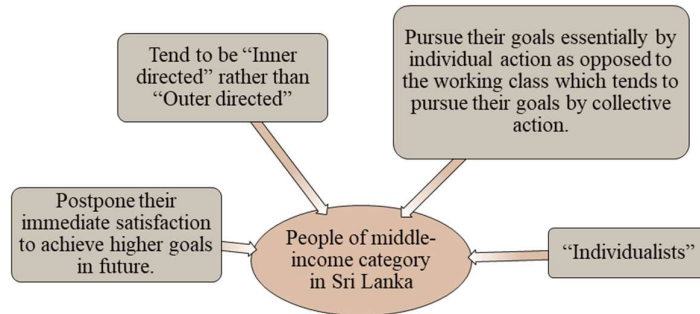 Tend to be “Inner
directed” rather than
“Outer directed”
Pursue their goals essentially by
individual action as opposed to
the working class which tends to
pursue their goals by collective
action.
Postpone their
immediate satisfaction
to achieve higher goals
in future.
People of middle-
income category
in Sri Lanka
“Individualists”